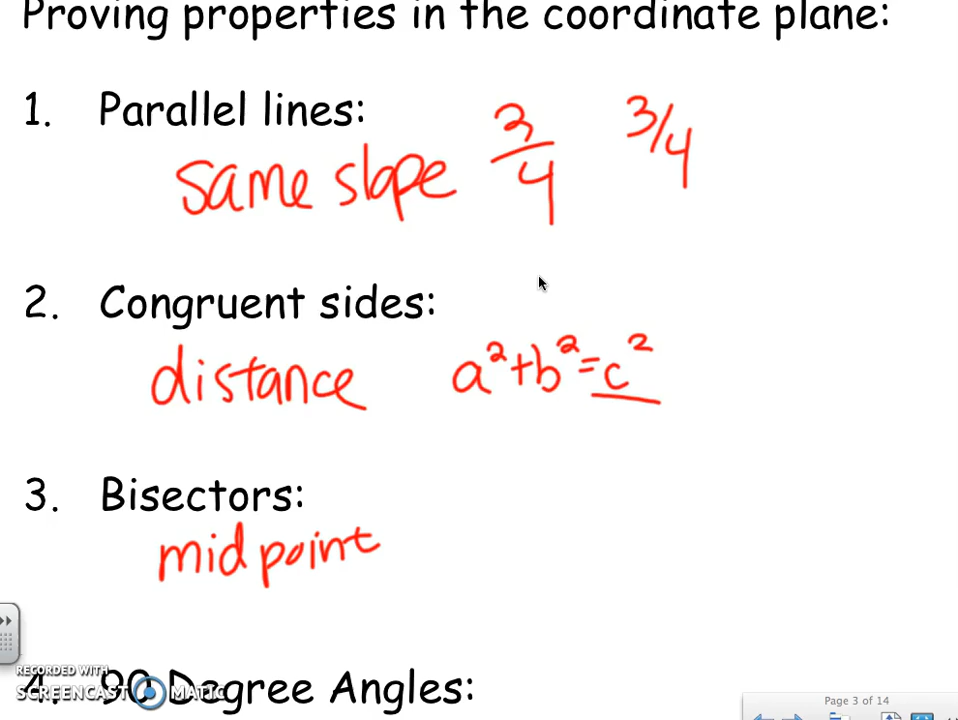 Proving properties in the coordinate plane:
1. Parallel lines:
same slope 3/4 3/4
2. Congruent sides:
distance a²+b²=c²
3. Bisectors:
midpoint
4. 90 Degree Angles:
RECORDED WITH
SCREENCAST MATIC
Page 3 of 14